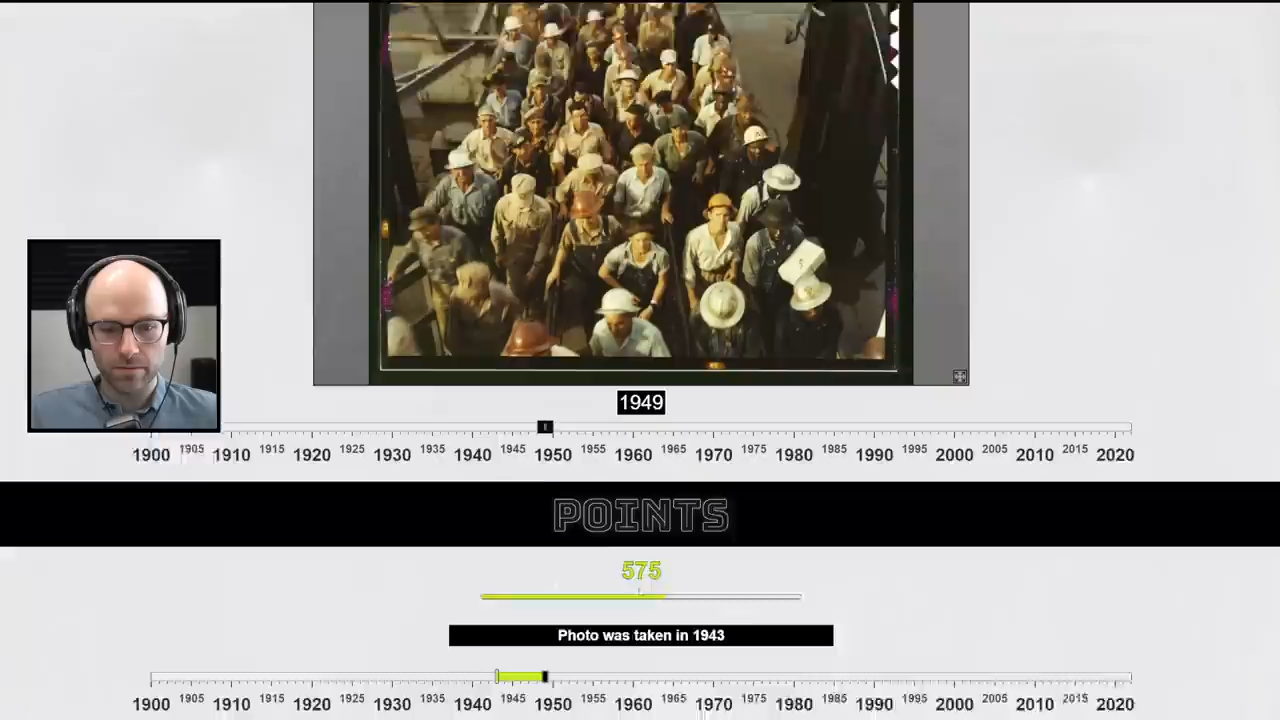 1949
1900 1905 1910 1915 1920 1925 1930 1935 1940 1945 1950 1955 1960 1965 1970 1975 1980 1985 1990 1995 2000 2005 2010 2015 2020
POINTS
575
Photo was taken in 1943
1900 1905 1910 1915 1920 1925 1930 1935 1940 1945 1950 1955 1960 1965 1970 1975 1980 1985 1990 1995 2000 2005 2010 2015 2020